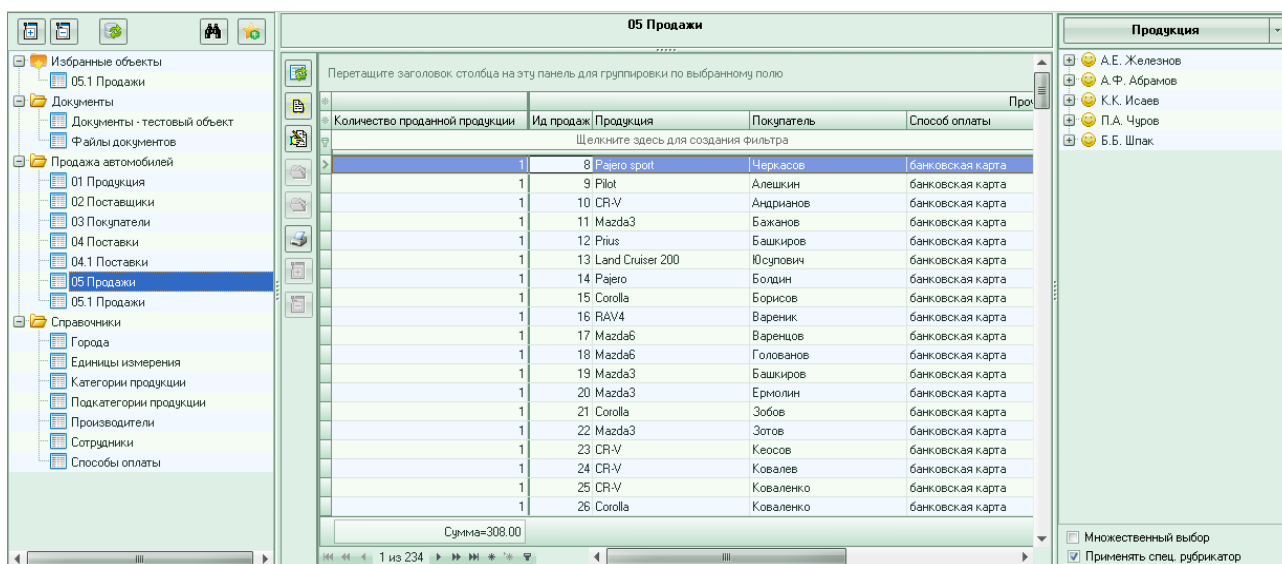 05 Продажи
Продукция
Избранные объекты
05.1 Продажи
Документы
Документы - тестовый объект
Файлы документов
Продажа автомобилей
01 Продукция
02 Поставщики
03 Покупатели
04 Поставки
04.1 Поставки
05 Продажи
05.1 Продажи
Справочники
Города
Единицы измерения
Категории продукции
Подкатегории продукции
Производители
Сотрудники
Способы оплаты
Перетащите заголовок столбца на эту панель для группировки по выбранному полю
Проч
Количество проданной продукции Ид продаж Продукция Покупатель Способ оплаты
Щелкните здесь для создания фильтра
1 8 Pajero sport Черкасов банковская карта
1 9 Pilot Алешкин банковская карта
1 10 CR-V Андрианов банковская карта
1 11 Mazda3 Бажанов банковская карта
1 12 Prius Башкиров банковская карта
1 13 Land Cruiser 200 Юсупович банковская карта
1 14 Pajero Болдин банковская карта
1 15 Corolla Борисов банковская карта
1 16 RAV4 Вареник банковская карта
1 17 Mazda6 Варенцов банковская карта
1 18 Mazda6 Голованов банковская карта
1 19 Mazda3 Башкиров банковская карта
1 20 Mazda3 Ермолин банковская карта
1 21 Corolla Зобов банковская карта
1 22 Mazda3 Зотов банковская карта
1 23 CR-V Кеосов банковская карта
1 24 CR-V Ковалев банковская карта
1 25 CR-V Коваленко банковская карта
1 26 Corolla Коваленко банковская карта
Сумма=308.00
1 из 234
А.Е. Железнов
А.Ф. Абрамов
К.К. Исаев
П.А. Чуров
Б.Б. Шпак
Множественный выбор
Применять спец. рубрикатор